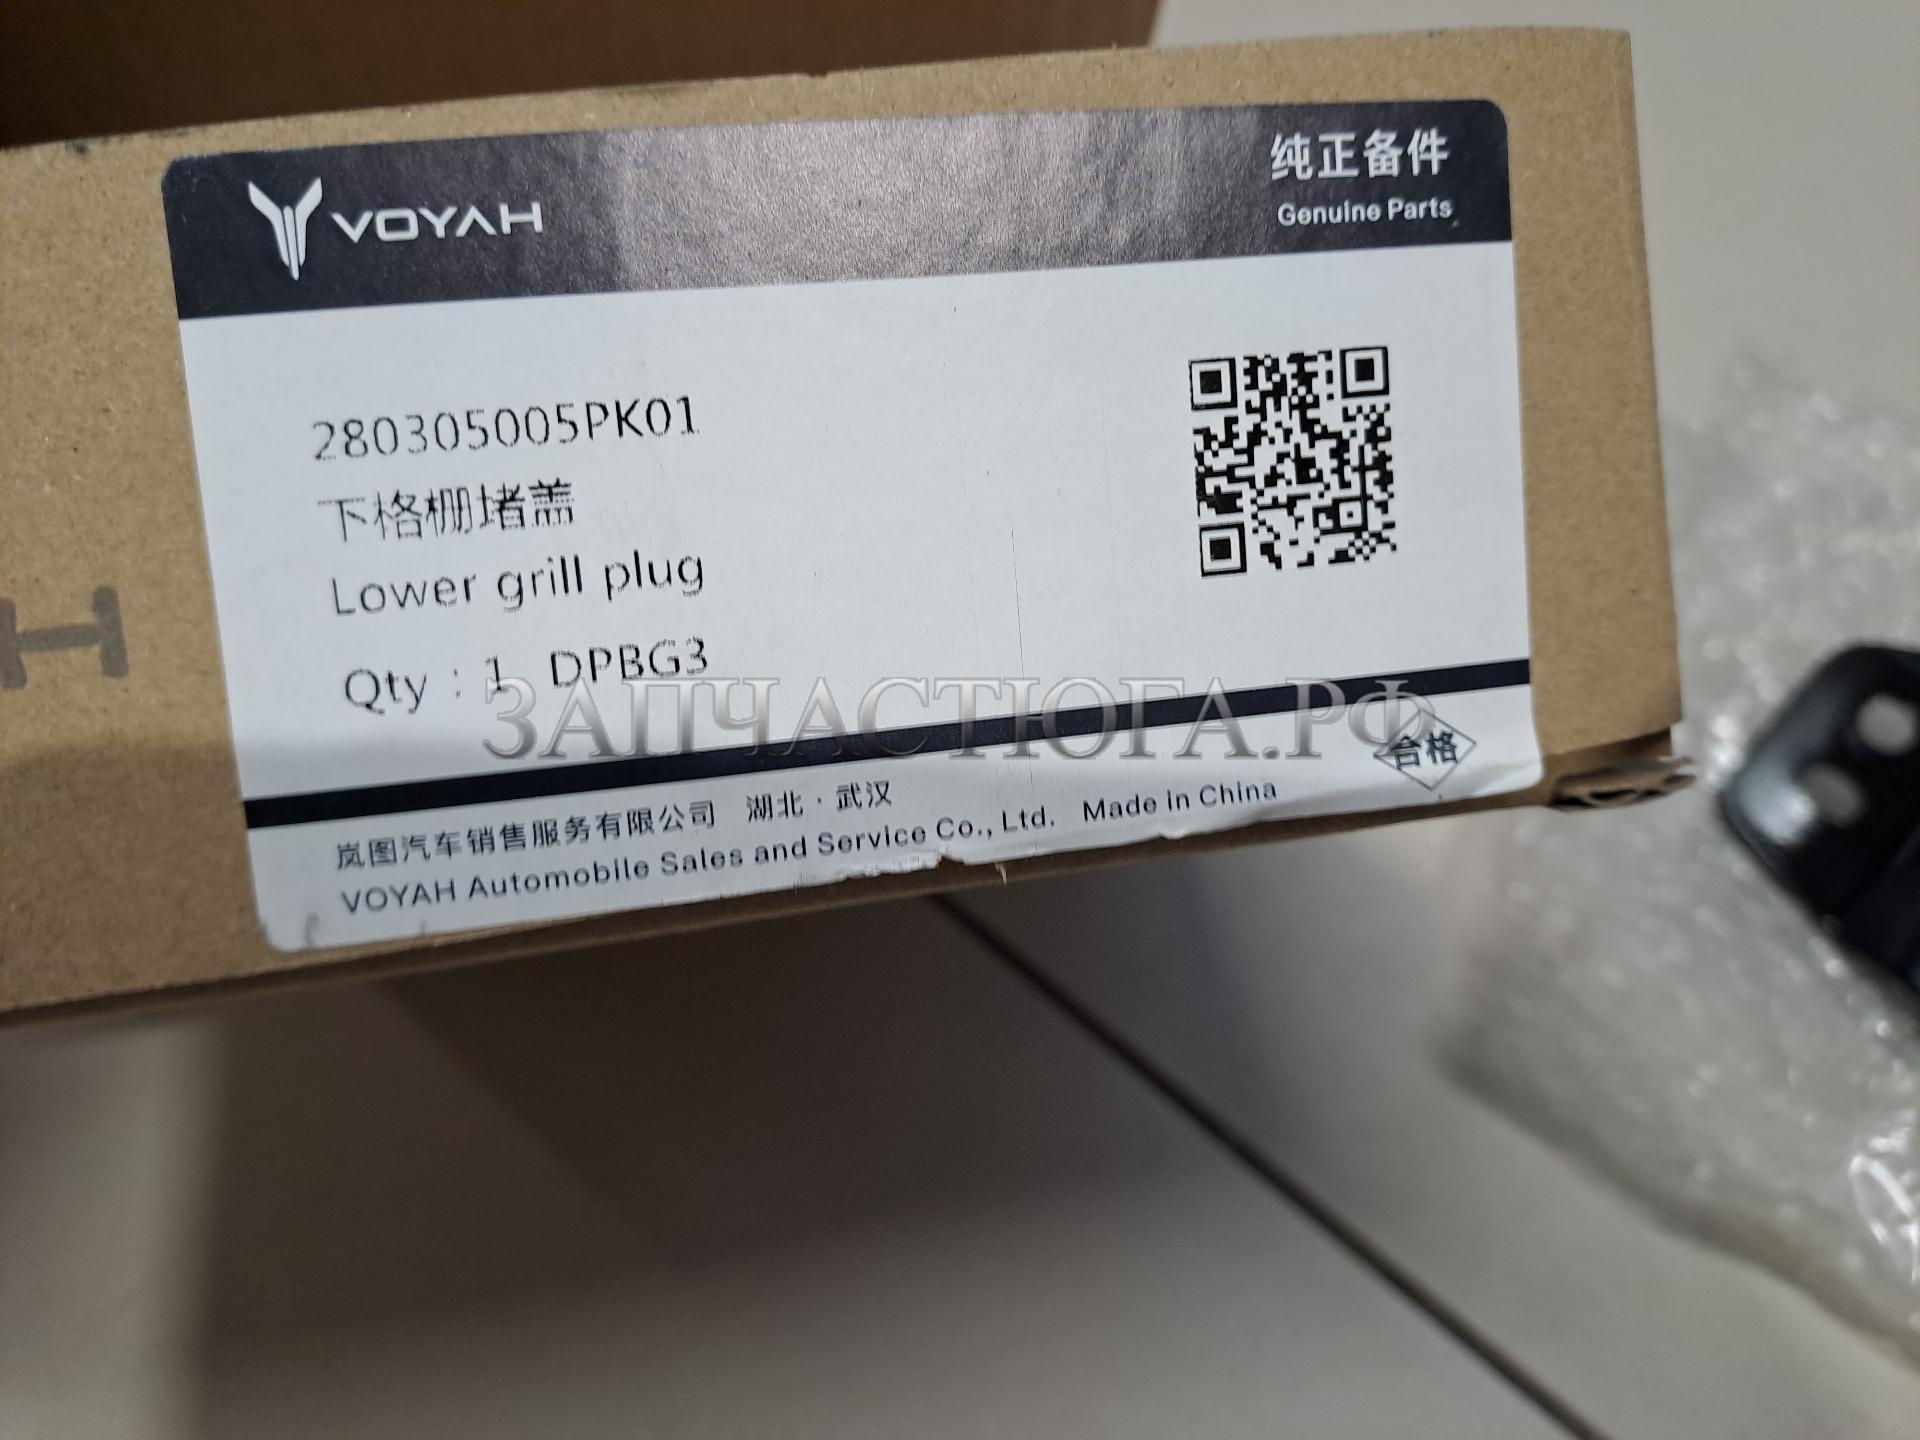 VOYAH
纯正备件
Genuine Parts
280305005PK01
下格栅堵盖
Lower grill plug
Qty : 1 DPBG3
ЗАПЧАСТЮГА.РФ
合格
岚图汽车销售服务有限公司 湖北·武汉
VOYAH Automobile Sales and Service Co., Ltd. Made in China
H